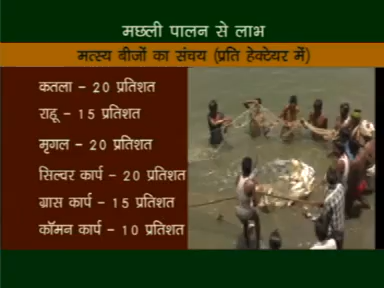 मछली पालन से लाभ
मत्स्य बीजों का संचय (प्रति हेक्टेयर में)
कतला – 20 प्रतिशत
राहू – 15 प्रतिशत
मृगल – 20 प्रतिशत
सिल्वर कार्प – 20 प्रतिशत
ग्रास कार्प – 15 प्रतिशत
कॉमन कार्प – 10 प्रतिशत